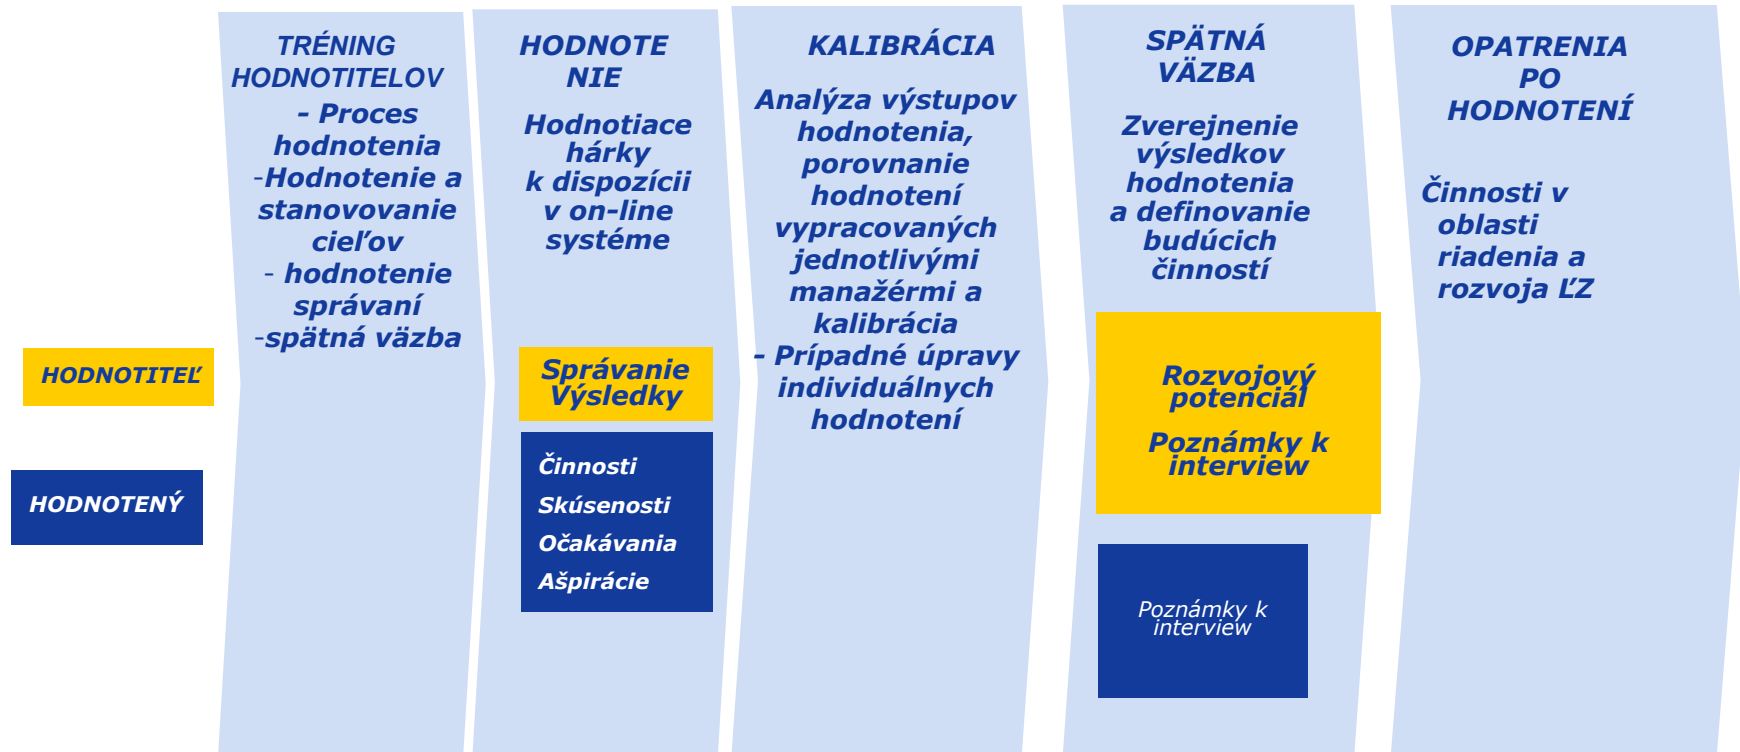 HODNOTITEĽ
HODNOTENÝ
TRÉNING
HODNOTITELOV
– Proces
hodnotenia
-Hodnotenie a
stanovovanie
cieľov
- hodnotenie
správaní
-spätná väzba
HODNOTE
NIE
Hodnotiace
hárky
k dispozícii
v on-line
systéme
Správanie
Výsledky
Činnosti
Skúsenosti
Očakávania
Ašpirácie
KALIBRÁCIA
Analýza výstupov
hodnotenia,
porovnanie
hodnotení
vypracovaných
jednotlivými
manažérmi a
kalibrácia
– Prípadné úpravy
individuálnych
hodnotení
SPÄTNÁ
VÄZBA
Zverejnenie
výsledkov
hodnotenia
a definovanie
budúcich
činností
Rozvojový
potenciál
Poznámky k
interview
Poznámky k
interview
OPATRENIA
PO
HODNOTENÍ
Činnosti v
oblasti
riadenia a
rozvoja ĽZ